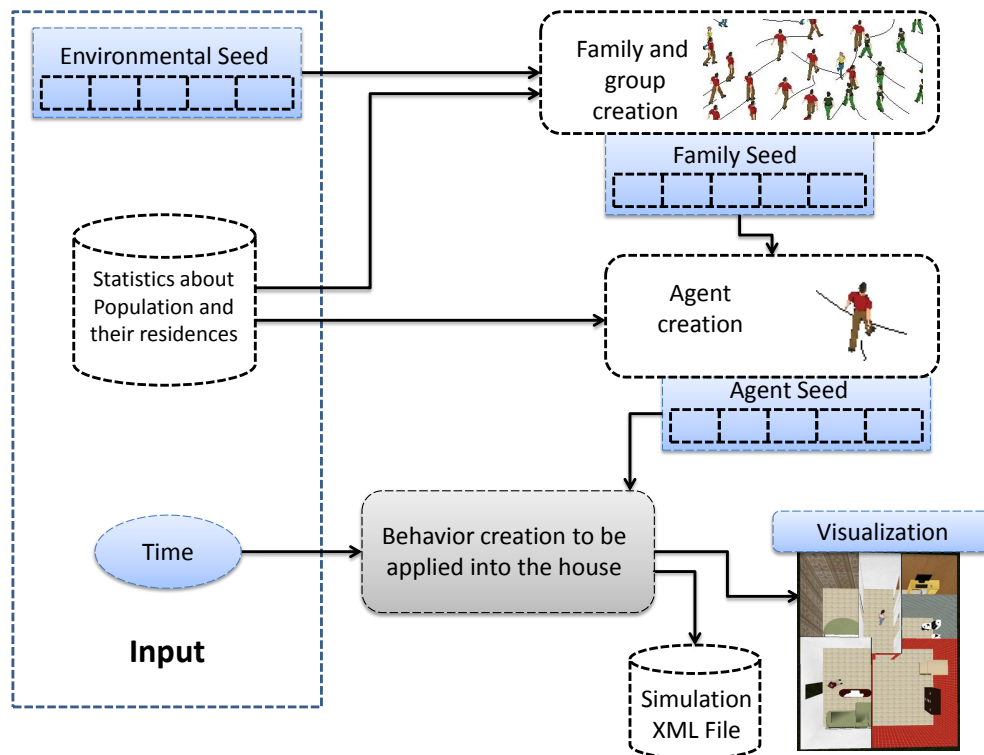 Environmental Seed
Family and
group
creation
Family Seed
Statistics about
Population and
their residences
Agent
creation
Agent Seed
Time
Behavior creation to be
applied into the house
Visualization
Input
Simulation
XML File